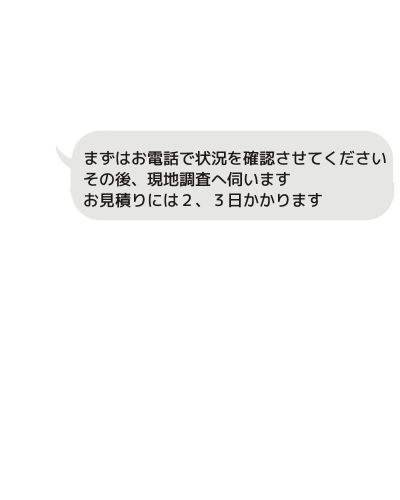 まずはお電話で状況を確認させてください
その後、現地調査へ伺います
お見積りには２、３日かかります